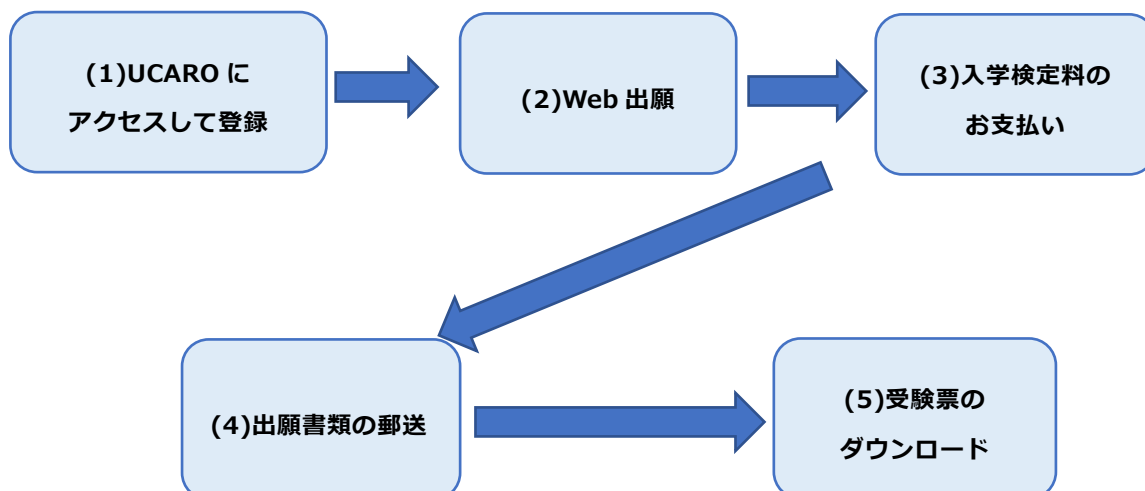 (1)UCARO に
アクセスして登録
(2)Web 出願
(3)入学検定料の
お支払い
(4)出願書類の郵送
(5)受験票の
ダウンロード